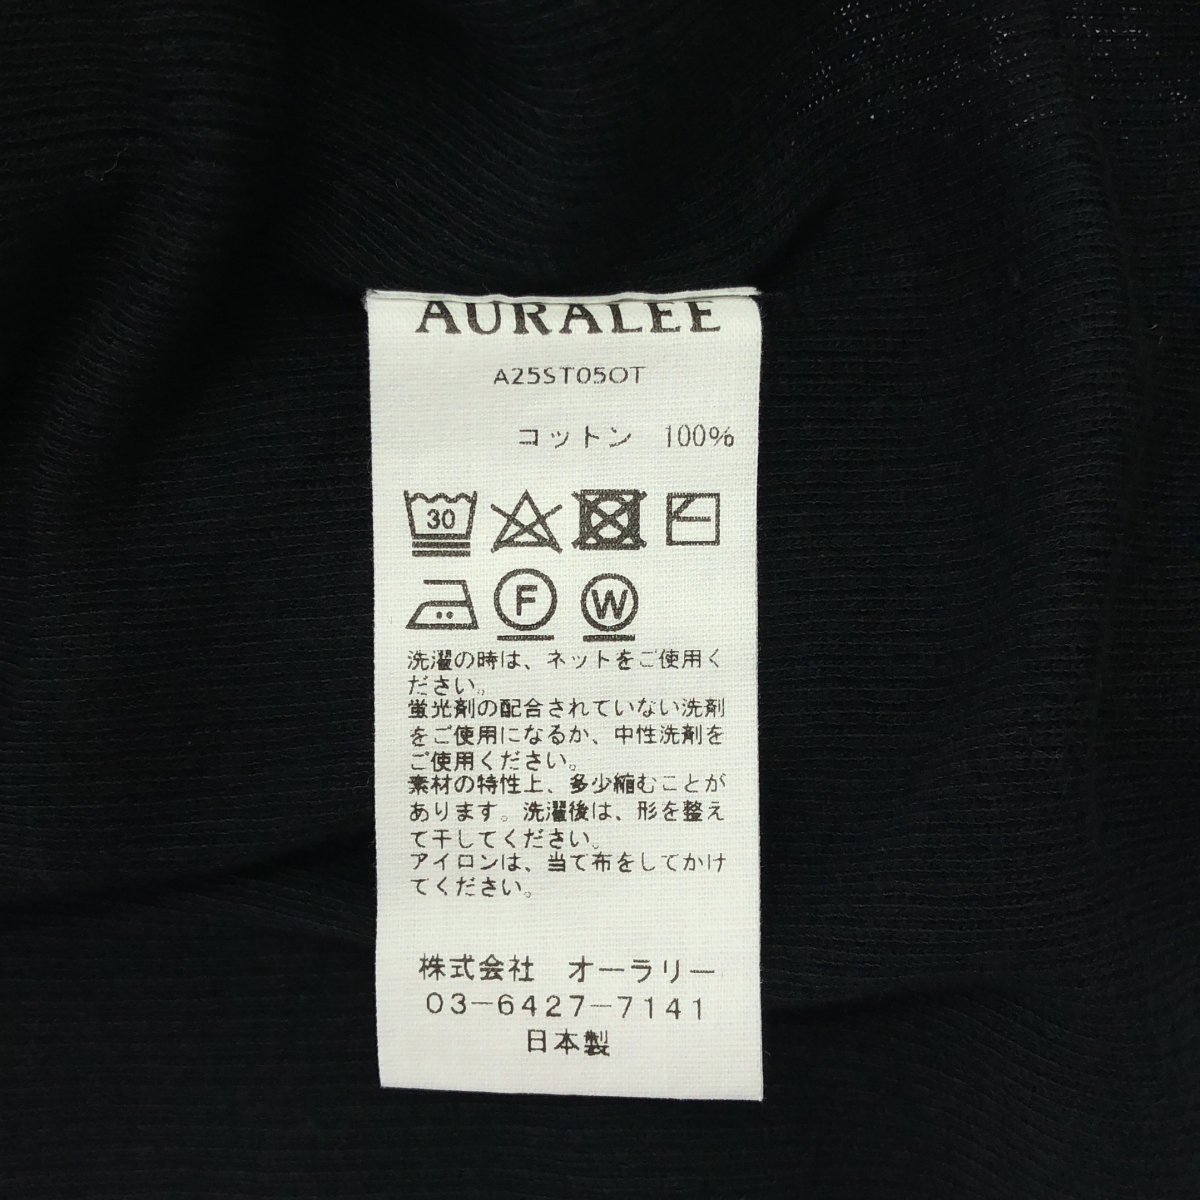 AURALEE
A25ST05OT
コットン 100%
30
F W
洗濯の時は、ネットをご使用く
ださい。
蛍光剤の配合されていない洗剤
をご使用になるか、中性洗剤を
ご使用ください。
素材の特性上、多少縮むことが
あります。洗濯後は、形を整え
て干してください。
アイロンは、当て布をしてかけ
てください。
株式会社 オーラリー
03-6427-7141
日本製